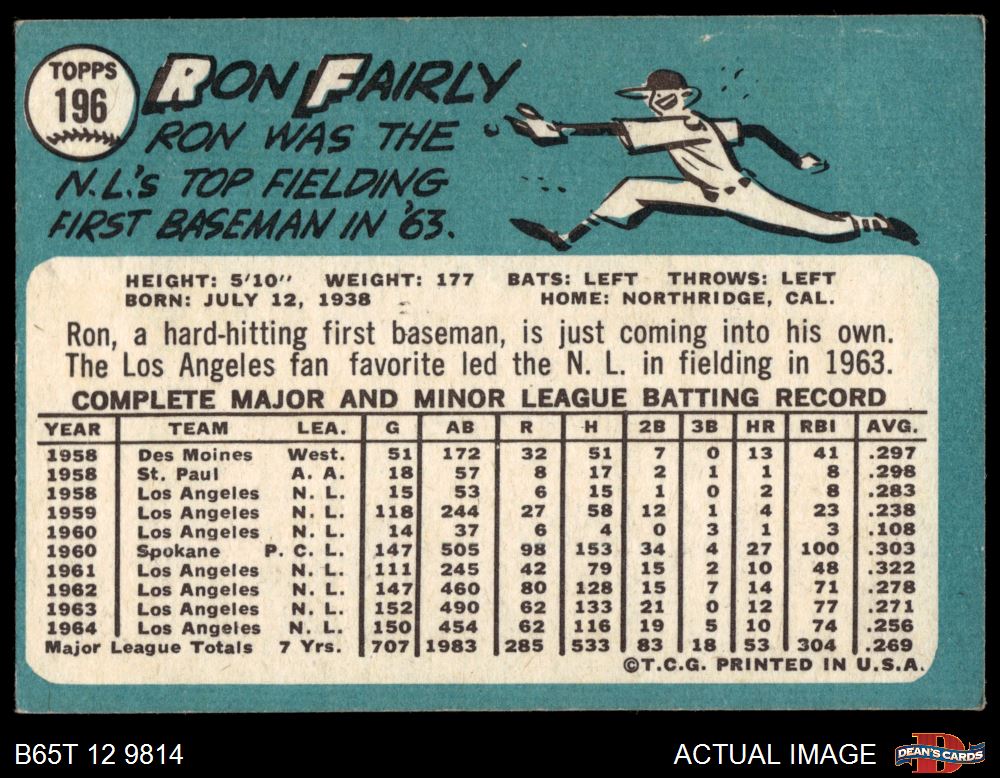 TOPPS
196
RON FAIRLY
RON WAS THE
N.L.'s TOP FIELDING
FIRST BASEMAN IN '63.
HEIGHT: 5'10" WEIGHT: 177 BATS: LEFT THROWS: LEFT
BORN: JULY 12, 1938 HOME: NORTHRIDGE, CAL.
Ron, a hard-hitting first baseman, is just coming into his own.
The Los Angeles fan favorite led the N. L. in fielding in 1963.
COMPLETE MAJOR AND MINOR LEAGUE BATTING RECORD
YEAR TEAM LEA. G AB R H 2B 3B HR RBI AVG.
1958 Des Moines West. 51 172 32 51 7 0 13 41 .297
1958 St. Paul A. A. 18 57 8 17 2 1 1 8 .298
1958 Los Angeles N. L. 15 53 6 15 1 0 2 8 .283
1959 Los Angeles N. L. 118 244 27 58 12 1 4 23 .238
1960 Los Angeles N. L. 14 37 6 4 0 3 1 3 .108
1960 Spokane P. C. L. 147 505 98 153 34 4 27 100 .303
1961 Los Angeles N. L. 111 245 42 79 15 2 10 48 .322
1962 Los Angeles N. L. 147 460 80 128 15 7 14 71 .278
1963 Los Angeles N. L. 152 490 62 133 21 0 12 77 .271
1964 Los Angeles N. L. 150 454 62 116 19 5 10 74 .256
Major League Totals 7 Yrs. 707 1983 285 533 83 18 53 304 .269
©T.C.G. PRINTED IN U.S.A.
B65T 12 9814 ACTUAL IMAGE
DEAN'S CARDS